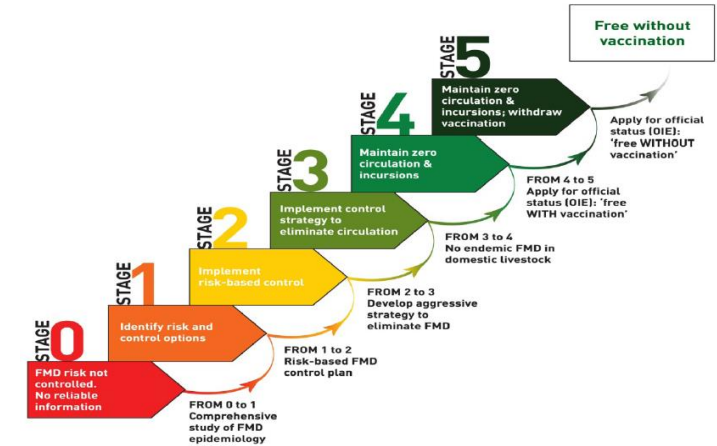 Free without
vaccination
STAGE 5
Maintain zero
circulation &
incursions; withdraw
vaccination
Apply for official
status (OIE):
‘free WITHOUT
vaccination’
STAGE 4
Maintain zero
circulation &
incursions
FROM 4 to 5
Apply for official
status (OIE): ‘free
WITH vaccination’
STAGE 3
Implement control
strategy to
eliminate circulation
FROM 3 to 4
No endemic FMD in
domestic livestock
STAGE 2
Implement
risk-based control
FROM 2 to 3
Develop aggressive
strategy to
eliminate FMD
STAGE 1
Identify risk and
control options
FROM 1 to 2
Risk-based FMD
control plan
STAGE 0
FMD risk not
controlled.
No reliable
information
FROM 0 to 1
Comprehensive
study of FMD
epidemiology